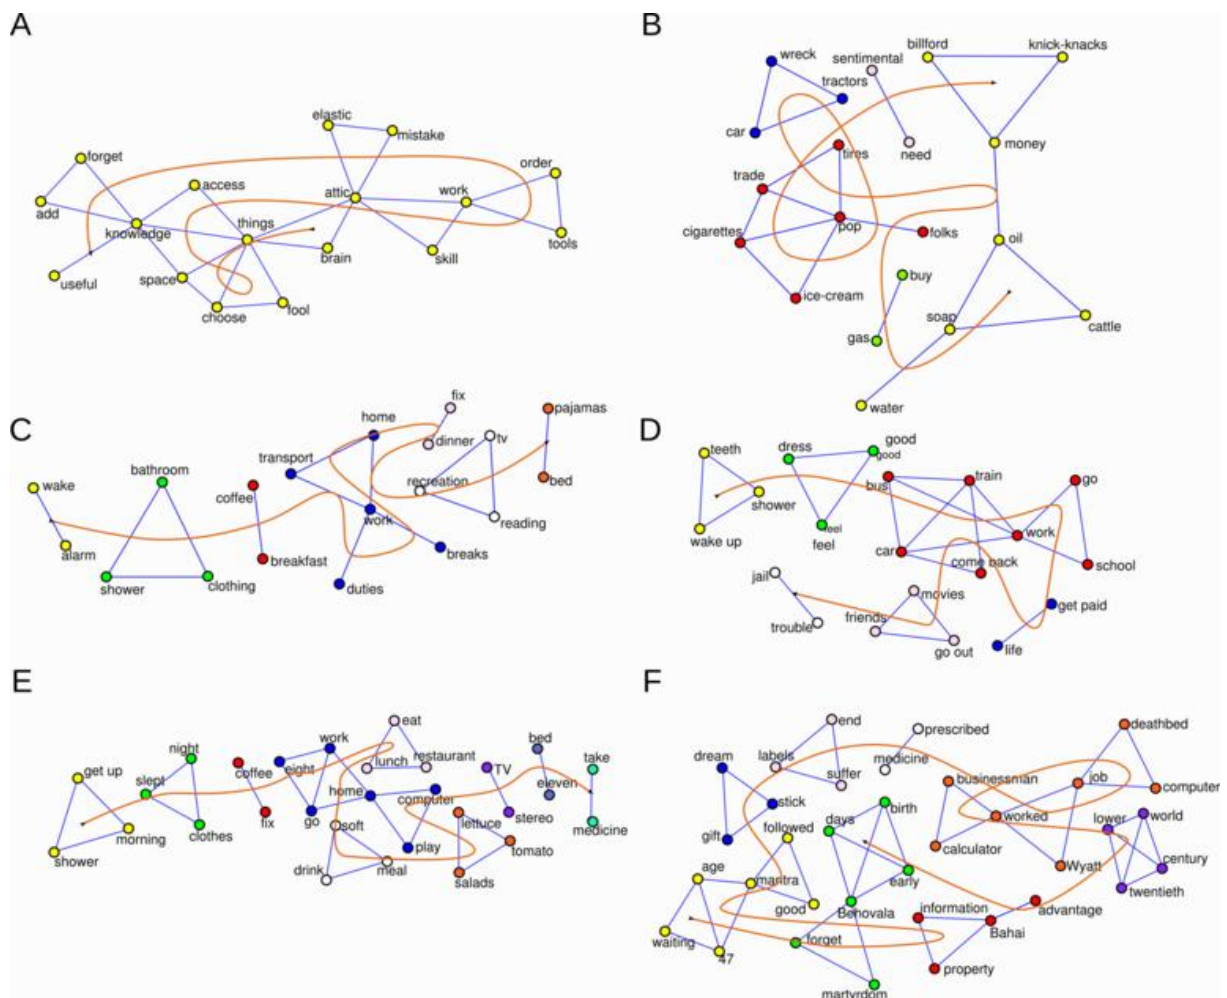 A
elastic
mistake
forget
order
access
attic
work
add
things
knowledge
brain
tools
skill
space
useful
choose
fool
B
billford
knick-knacks
wreck
sentimental
tractors
car
need
money
tires
trade
cigarettes
pop
folks
oil
buy
ice-cream
soap
cattle
gas
water
C
fix
home
pajamas
dinner
tv
bathroom
transport
wake
coffee
recreation
bed
work
reading
alarm
breakfast
breaks
shower
clothing
duties
D
teeth
dress
good
good
bus
train
go
shower
feel
work
wake up
feel
car
come back
school
jail
movies
get paid
trouble
friends
go out
life
E
eat
night
work
bed
get up
coffee
eight
lunch
restaurant
TV
take
slept
home
computer
eleven
go
soft
lettuce
stereo
morning
clothes
fix
play
medicine
shower
drink
meal
tomato
salads
F
end
prescribed
deathbed
dream
labels
medicine
businessman
job
suffer
computer
stick
birth
gift
followed
days
worked
lower
world
calculator
Wyatt
century
age
mantra
early
twentieth
good
Benovala
information
advantage
waiting
47
forget
Bahai
property
martyrdom